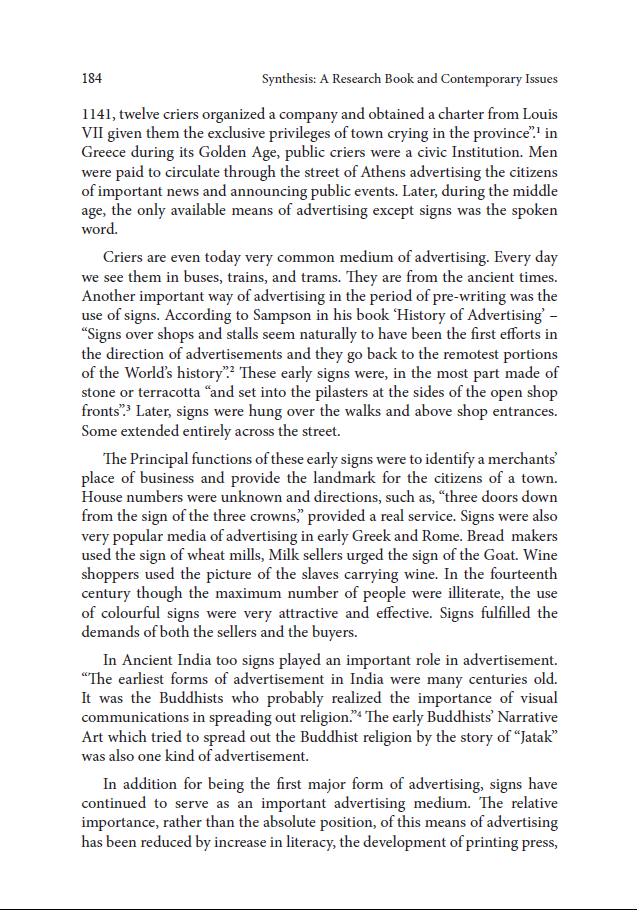 184 Synthesis: A Research Book and Contemporary Issues
1141, twelve criers organized a company and obtained a charter from Louis
VII given them the exclusive privileges of town crying in the province”.¹ in
Greece during its Golden Age, public criers were a civic Institution. Men
were paid to circulate through the street of Athens advertising the citizens
of important news and announcing public events. Later, during the middle
age, the only available means of advertising except signs was the spoken
word.
Criers are even today very common medium of advertising. Every day
we see them in buses, trains, and trams. They are from the ancient times.
Another important way of advertising in the period of pre-writing was the
use of signs. According to Sampson in his book ‘History of Advertising’ –
“Signs over shops and stalls seem naturally to have been the first efforts in
the direction of advertisements and they go back to the remotest portions
of the World’s history”.² These early signs were, in the most part made of
stone or terracotta “and set into the pilasters at the sides of the open shop
fronts”.³ Later, signs were hung over the walks and above shop entrances.
Some extended entirely across the street.
The Principal functions of these early signs were to identify a merchants’
place of business and provide the landmark for the citizens of a town.
House numbers were unknown and directions, such as, “three doors down
from the sign of the three crowns,” provided a real service. Signs were also
very popular media of advertising in early Greek and Rome. Bread makers
used the sign of wheat mills, Milk sellers urged the sign of the Goat. Wine
shoppers used the picture of the slaves carrying wine. In the fourteenth
century though the maximum number of people were illiterate, the use
of colourful signs were very attractive and effective. Signs fulfilled the
demands of both the sellers and the buyers.
In Ancient India too signs played an important role in advertisement.
“The earliest forms of advertisement in India were many centuries old.
It was the Buddhists who probably realized the importance of visual
communications in spreading out religion.”⁴ The early Buddhists’ Narrative
Art which tried to spread out the Buddhist religion by the story of “Jatak”
was also one kind of advertisement.
In addition for being the first major form of advertising, signs have
continued to serve as an important advertising medium. The relative
importance, rather than the absolute position, of this means of advertising
has been reduced by increase in literacy, the development of printing press,